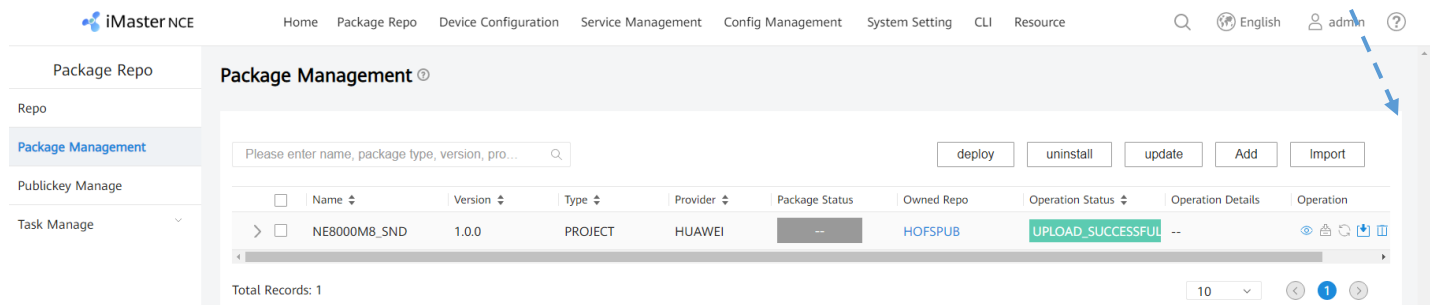 iMaster NCE Home Package Repo Device Configuration Service Management Config Management System Setting CLI Resource English admin
Package Repo
Package Management
Repo
Package Management
Publickey Manage
Task Manage
Please enter name, package type, version, pro... deploy uninstall update Add Import
Name Version Type Provider Package Status Owned Repo Operation Status Operation Details Operation
NE8000M8_SND 1.0.0 PROJECT HUAWEI -- HOFSPUB UPLOAD_SUCCESSFUL --
Total Records: 1 10 1